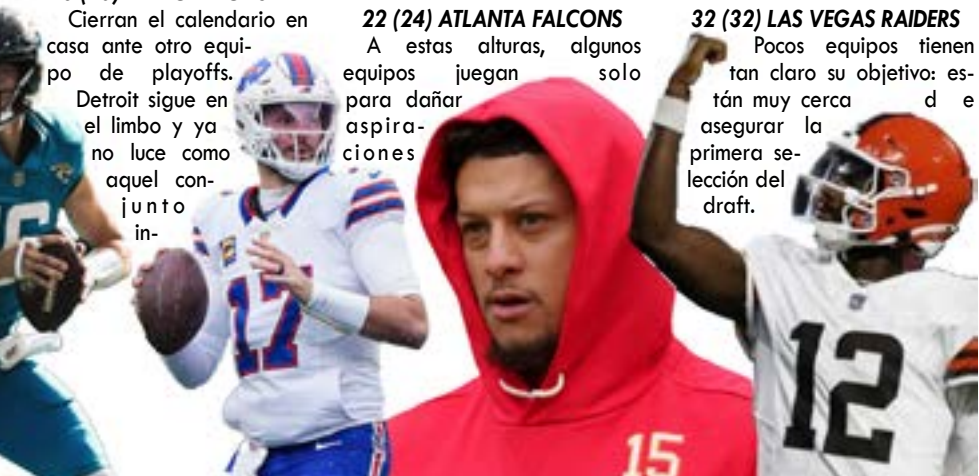 Cierran el calendario en
casa ante otro equi-
po de playoffs.
Detroit sigue en
el limbo y ya
no luce como
aquel con-
junto
in-
22 (24) ATLANTA FALCONS
A estas alturas, algunos
equipos juegan solo
para dañar
aspira-
ciones
32 (32) LAS VEGAS RAIDERS
Pocos equipos tienen
tan claro su objetivo: es-
tán muy cerca de
asegurar la
primera se-
lección del
draft.
17
15
12